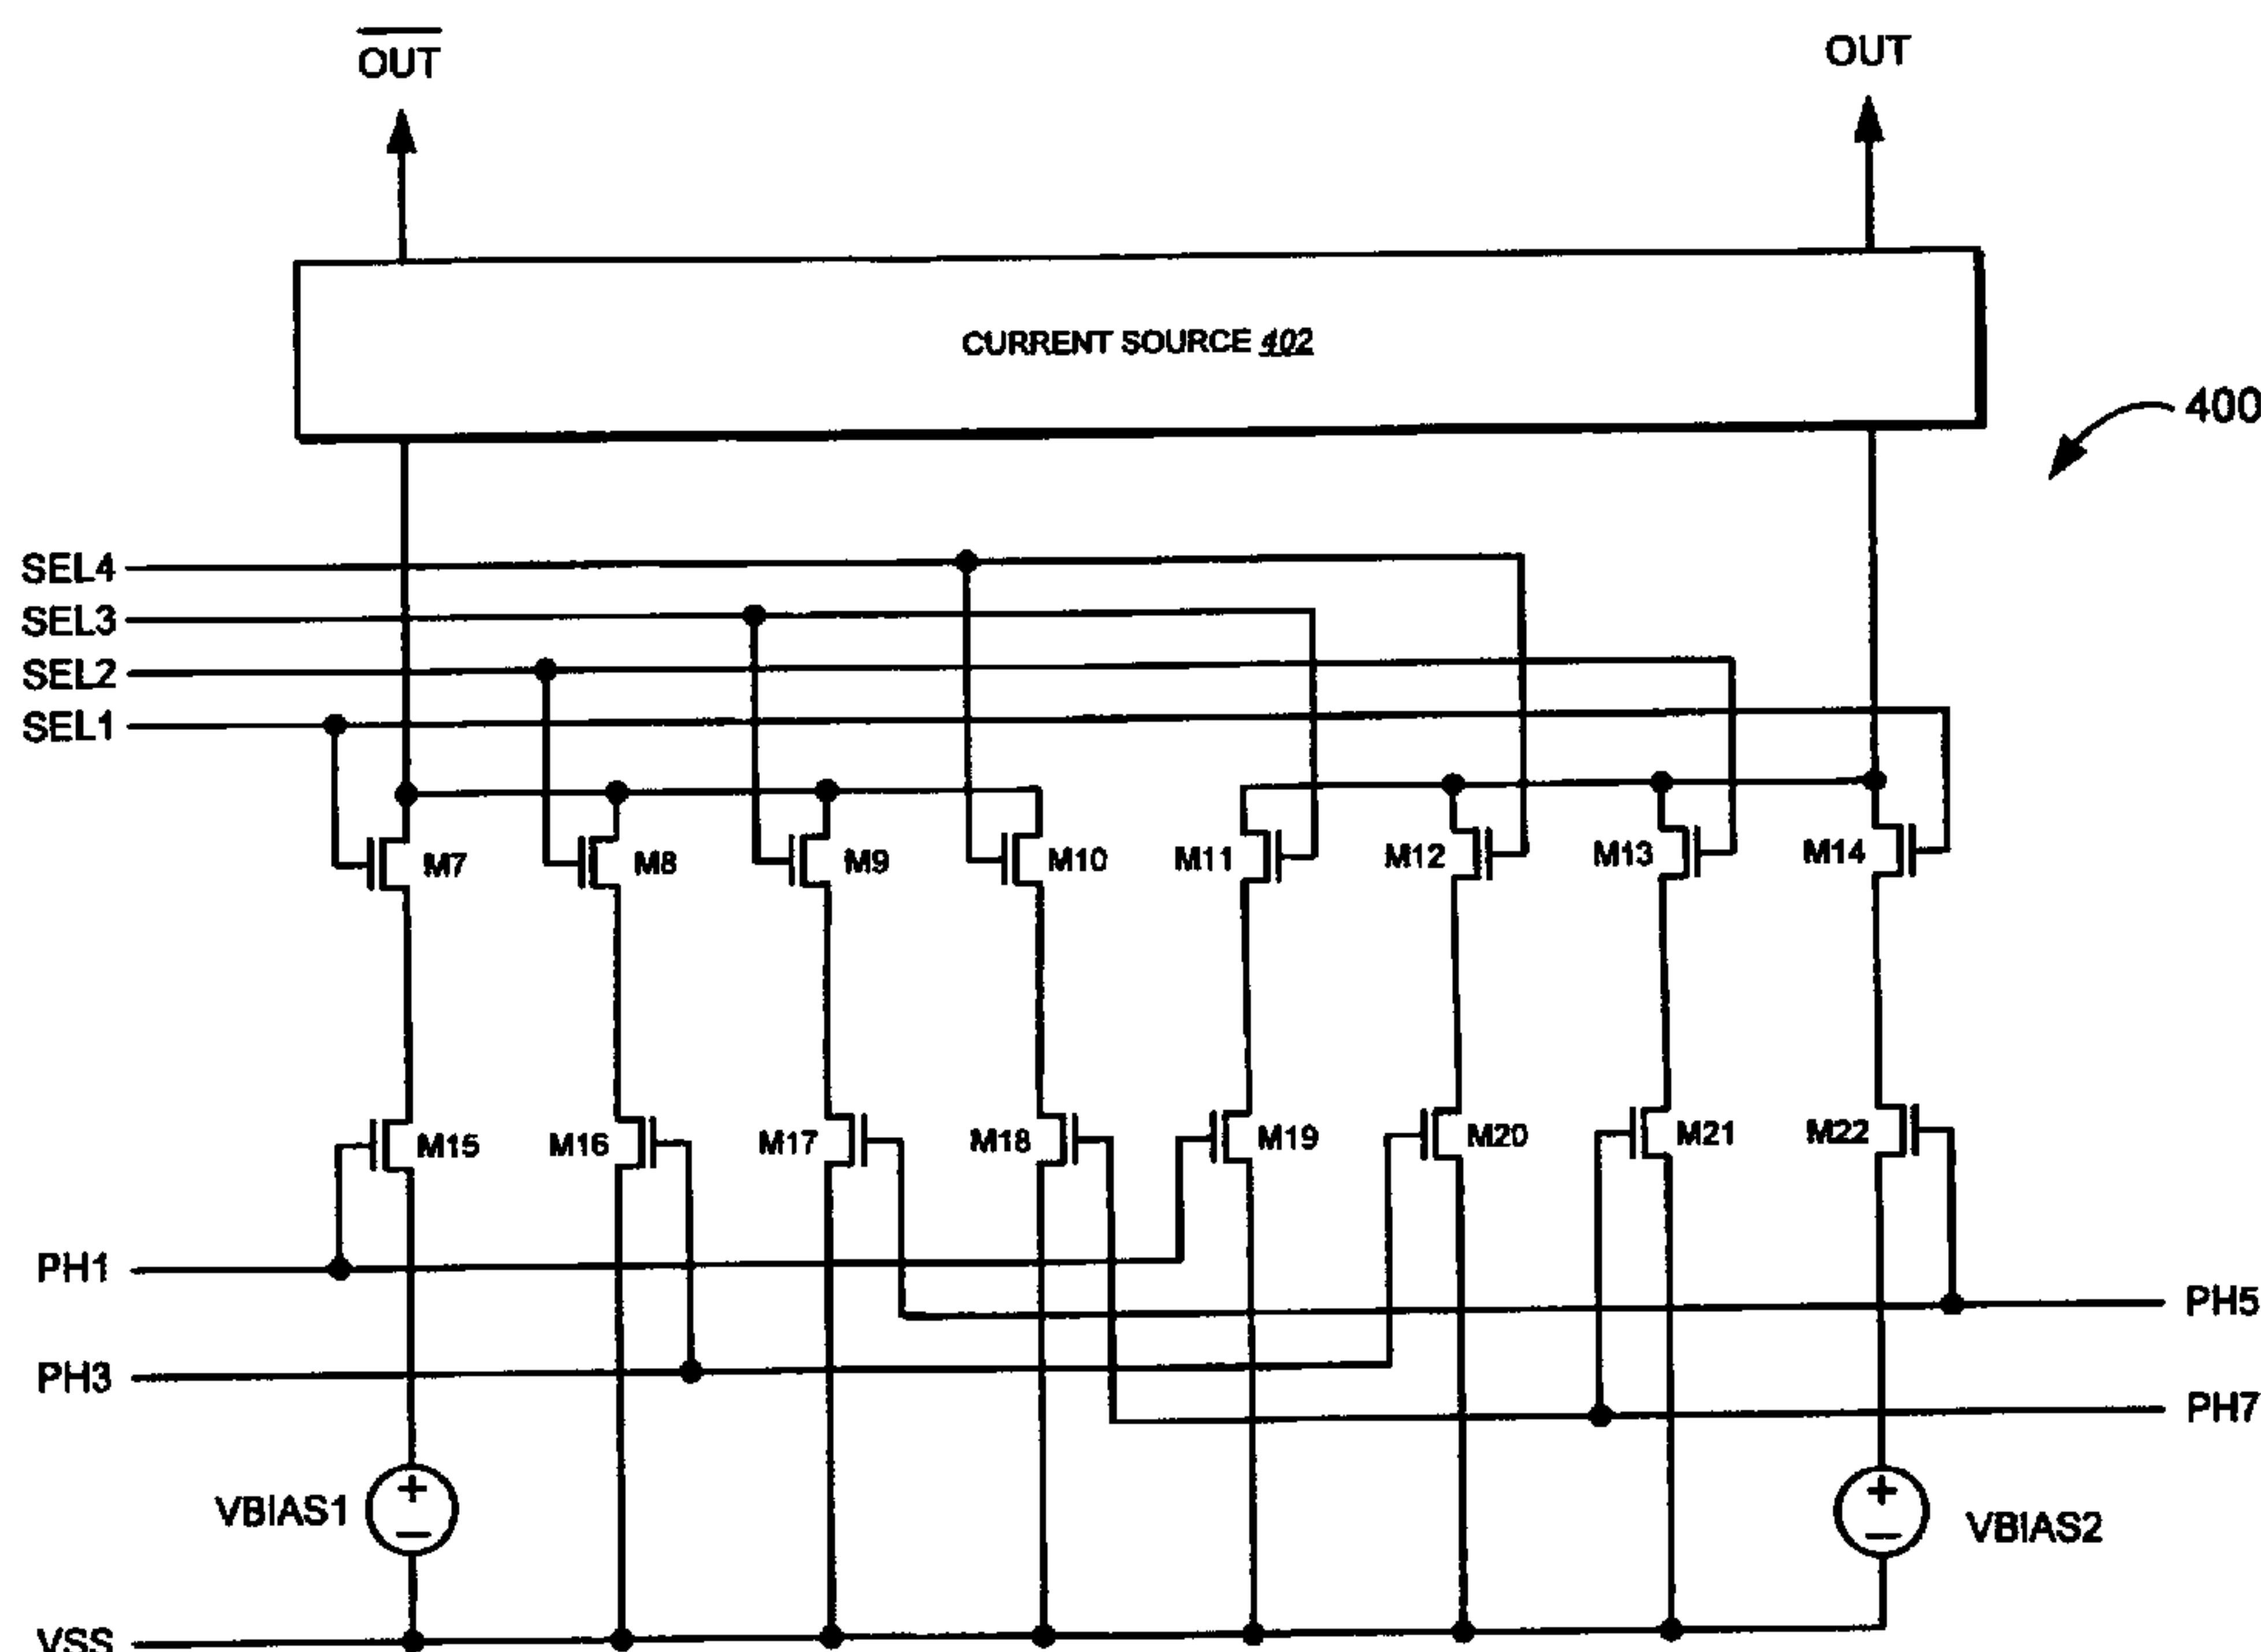 OUT
OUT
CURRENT SOURCE 402
400
SEL4
SEL3
SEL2
SEL1
M7
M8
M9
M10
M11
M12
M13
M14
M15
M16
M17
M18
M19
M20
M21
M22
PH1
PH5
PH3
PH7
VBIAS1
+
−
+
−
VBIAS2
VSS